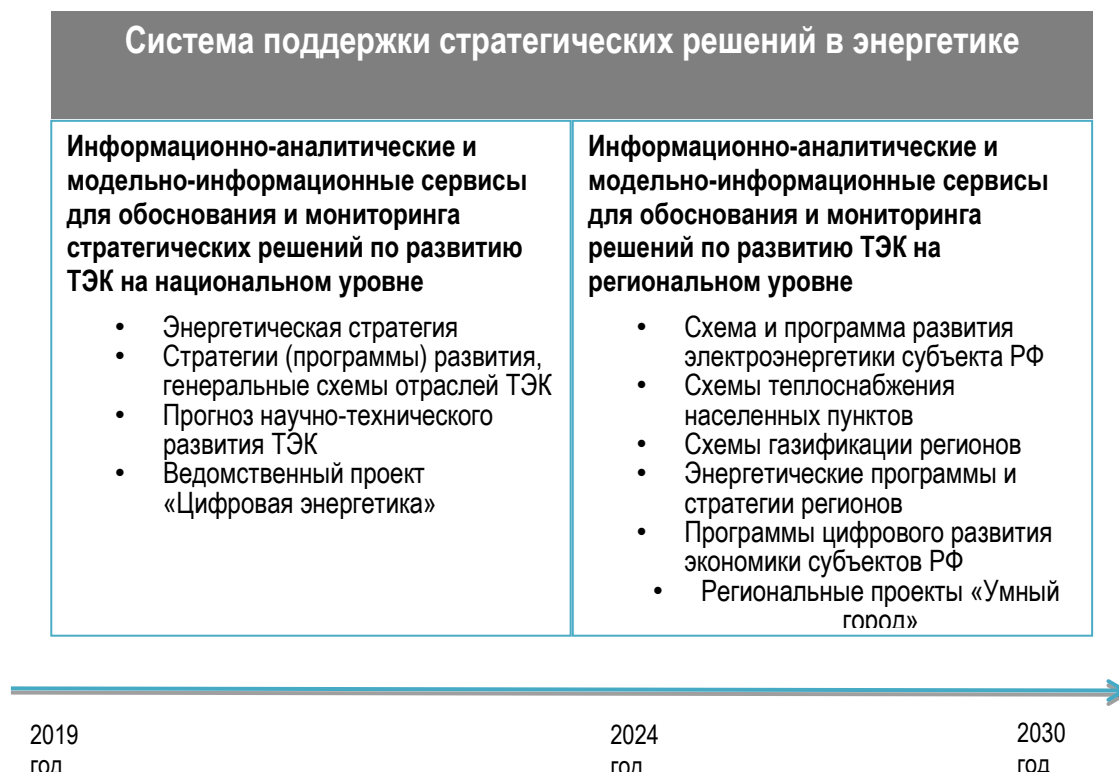 Система поддержки стратегических решений в энергетике
Информационно-аналитические и
модельно-информационные сервисы
для обоснования и мониторинга
стратегических решений по развитию
ТЭК на национальном уровне
• Энергетическая стратегия
• Стратегии (программы) развития,
генеральные схемы отраслей ТЭК
• Прогноз научно-технического
развития ТЭК
• Ведомственный проект
«Цифровая энергетика»
Информационно-аналитические и
модельно-информационные сервисы
для обоснования и мониторинга
решений по развитию ТЭК на
региональном уровне
• Схема и программа развития
электроэнергетики субъекта РФ
• Схемы теплоснабжения
населенных пунктов
• Схемы газификации регионов
• Энергетические программы и
стратегии регионов
• Программы цифрового развития
экономики субъектов РФ
• Региональные проекты «Умный
город»
2019
год
2024
год
2030
год